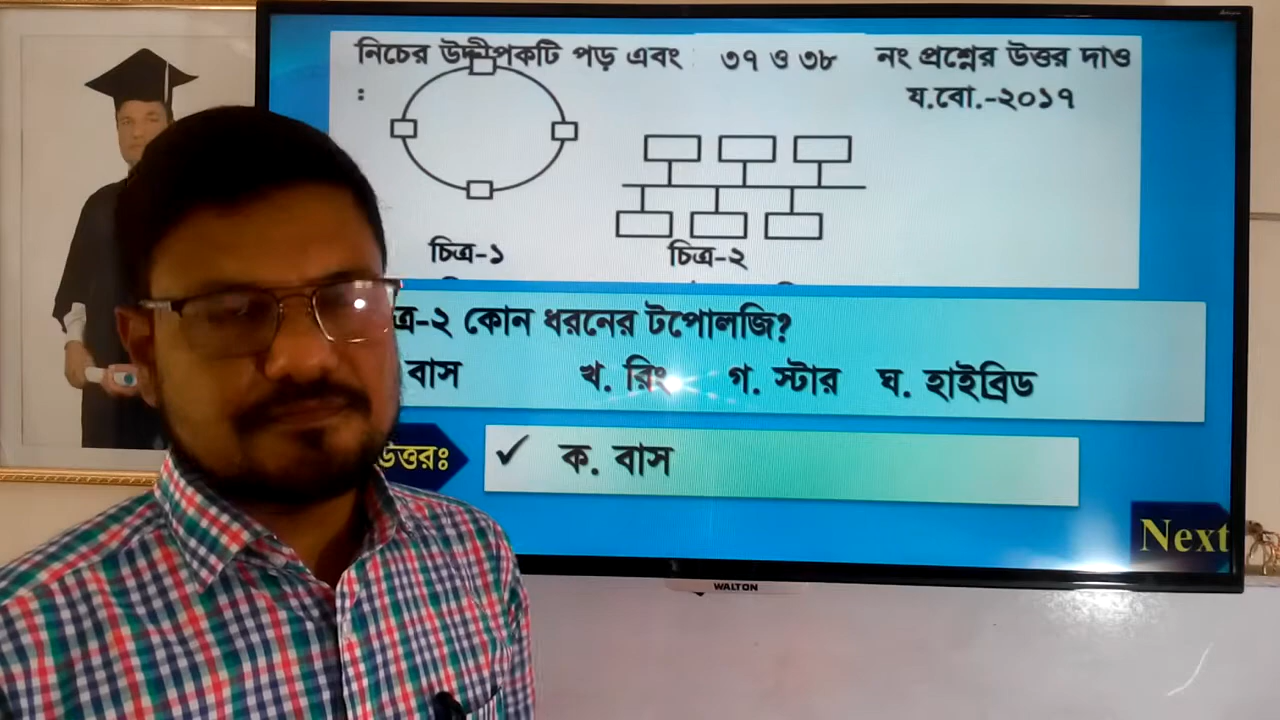 নিচের উদ্দীপকটি পড় এবং ৩৭ ও ৩৮ নং প্রশ্নের উত্তর দাও
: য.বো.-২০১৭
চিত্র-১ চিত্র-২
ত্র-২ কোন ধরনের টপোলজি?
বাস খ. রিং গ. স্টার ঘ. হাইব্রিড
উত্তরঃ ✓ ক. বাস
Next
WALTON